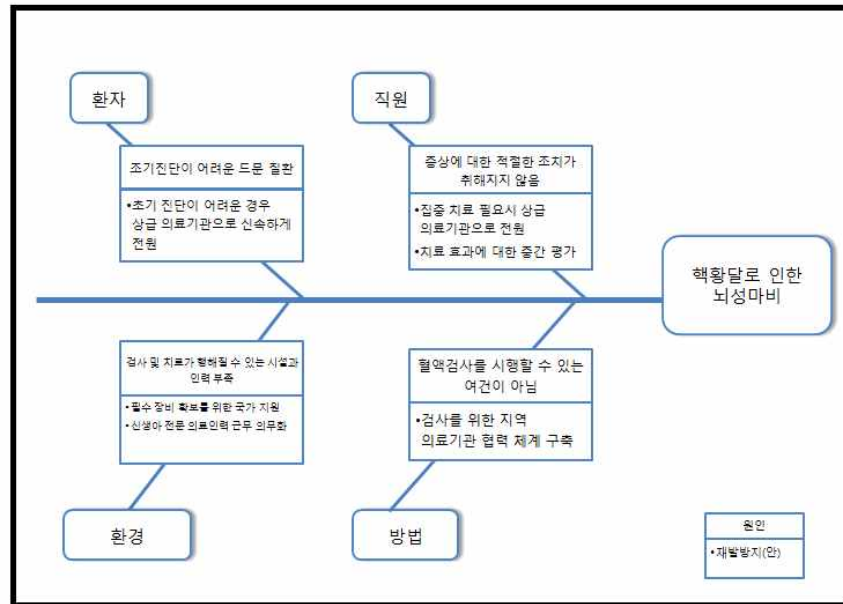 환자
직원
조기진단이 어려운 드문 질환
•초기 진단이 어려운 경우
상급 의료기관으로 신속하게
전원
증상에 대한 적절한 조치가
취해지지 않음
•집중 치료 필요시 상급
의료기관으로 전원
•치료 효과에 대한 중간 평가
핵황달로 인한
뇌성마비
검사 및 치료가 행해질 수 있는 시설과
인력 부족
•필수 장비 확보를 위한 국가 지원
•신생아 전문 의료인력 근무 의무화
혈액검사를 시행할 수 있는
여건이 아님
•검사를 위한 지역
의료기관 협력 체계 구축
환경
방법
원인
•재발방지(안)